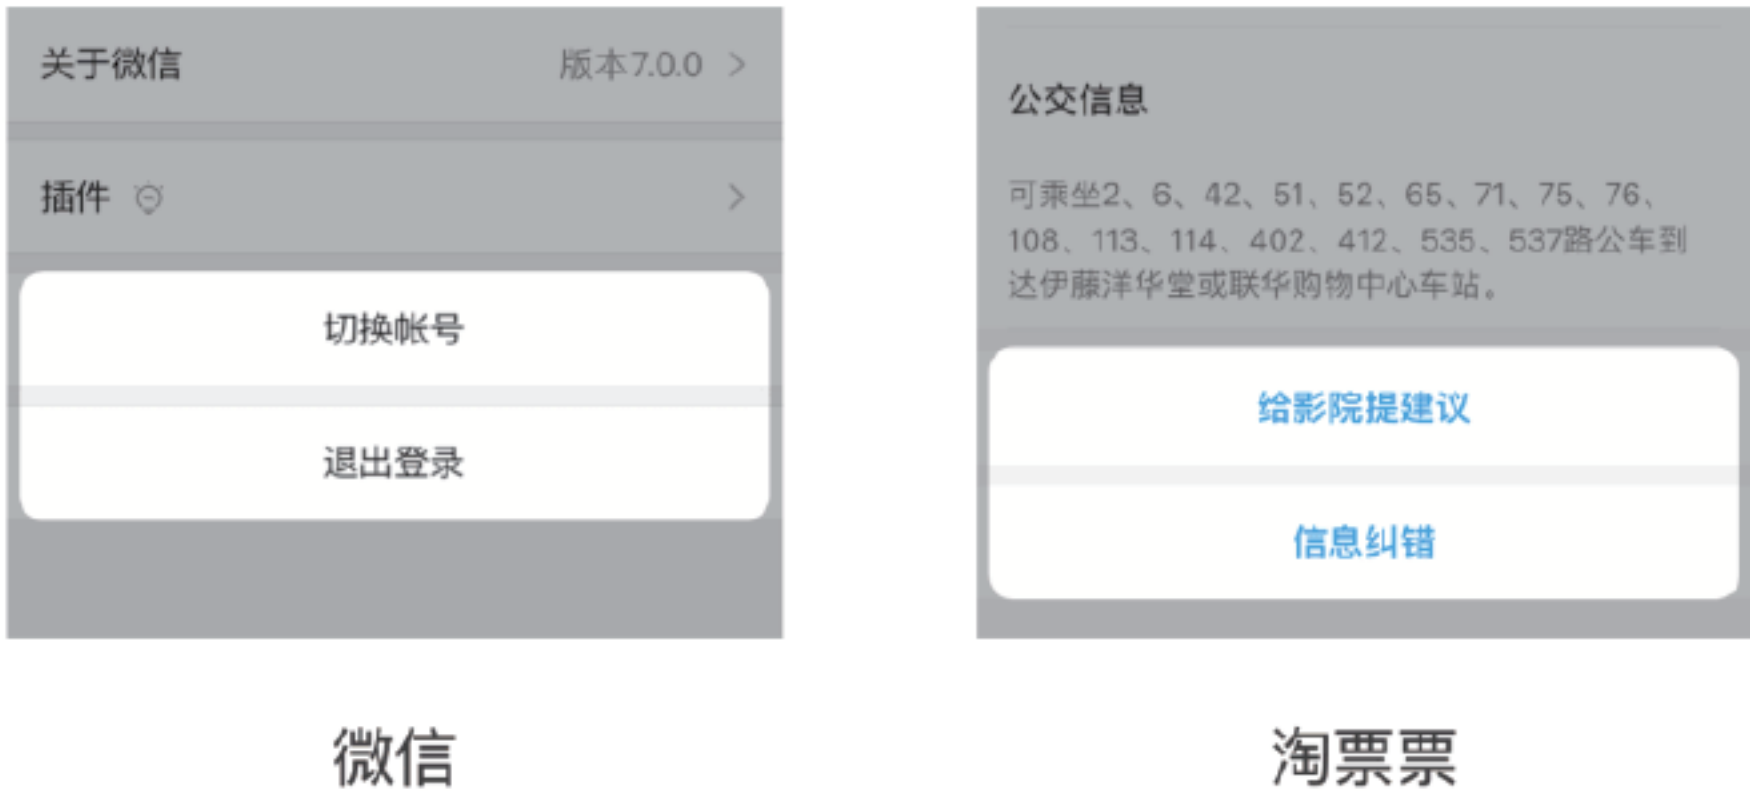 关于微信
版本7.0.0
插件
切换帐号
退出登录
微信
公交信息
可乘坐2、6、42、51、52、65、71、75、76、
108、113、114、402、412、535、537路公车到
达伊藤洋华堂或联华购物中心车站。
给影院提建议
信息纠错
淘票票